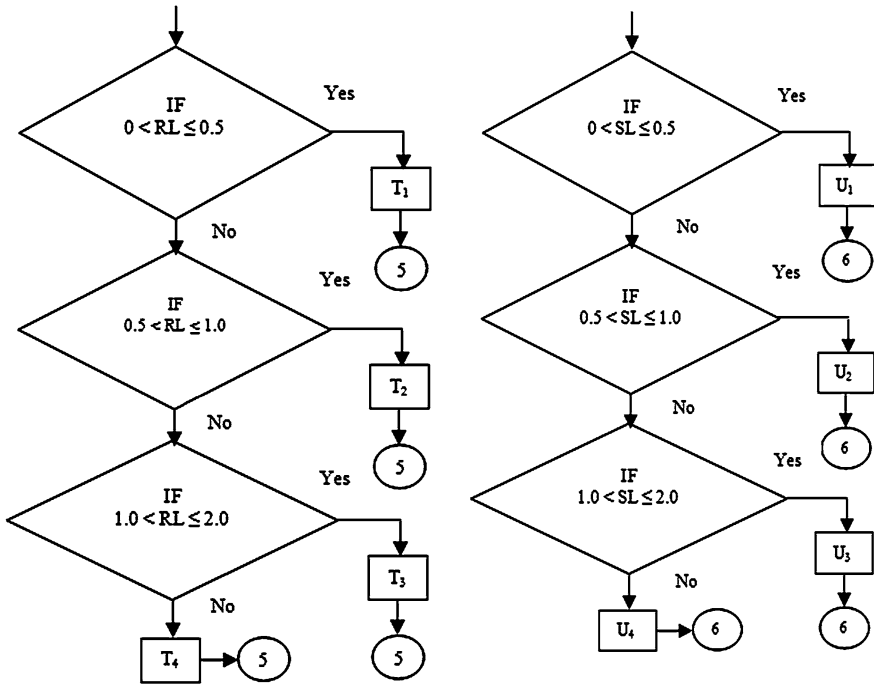 IF
0 < RL ≤ 0.5
Yes
T₁
5
No
IF
0.5 < RL ≤ 1.0
Yes
T₂
5
No
IF
1.0 < RL ≤ 2.0
Yes
T₃
5
No
T₄
5
IF
0 < SL ≤ 0.5
Yes
U₁
6
No
IF
0.5 < SL ≤ 1.0
Yes
U₂
6
No
IF
1.0 < SL ≤ 2.0
Yes
U₃
6
No
U₄
6